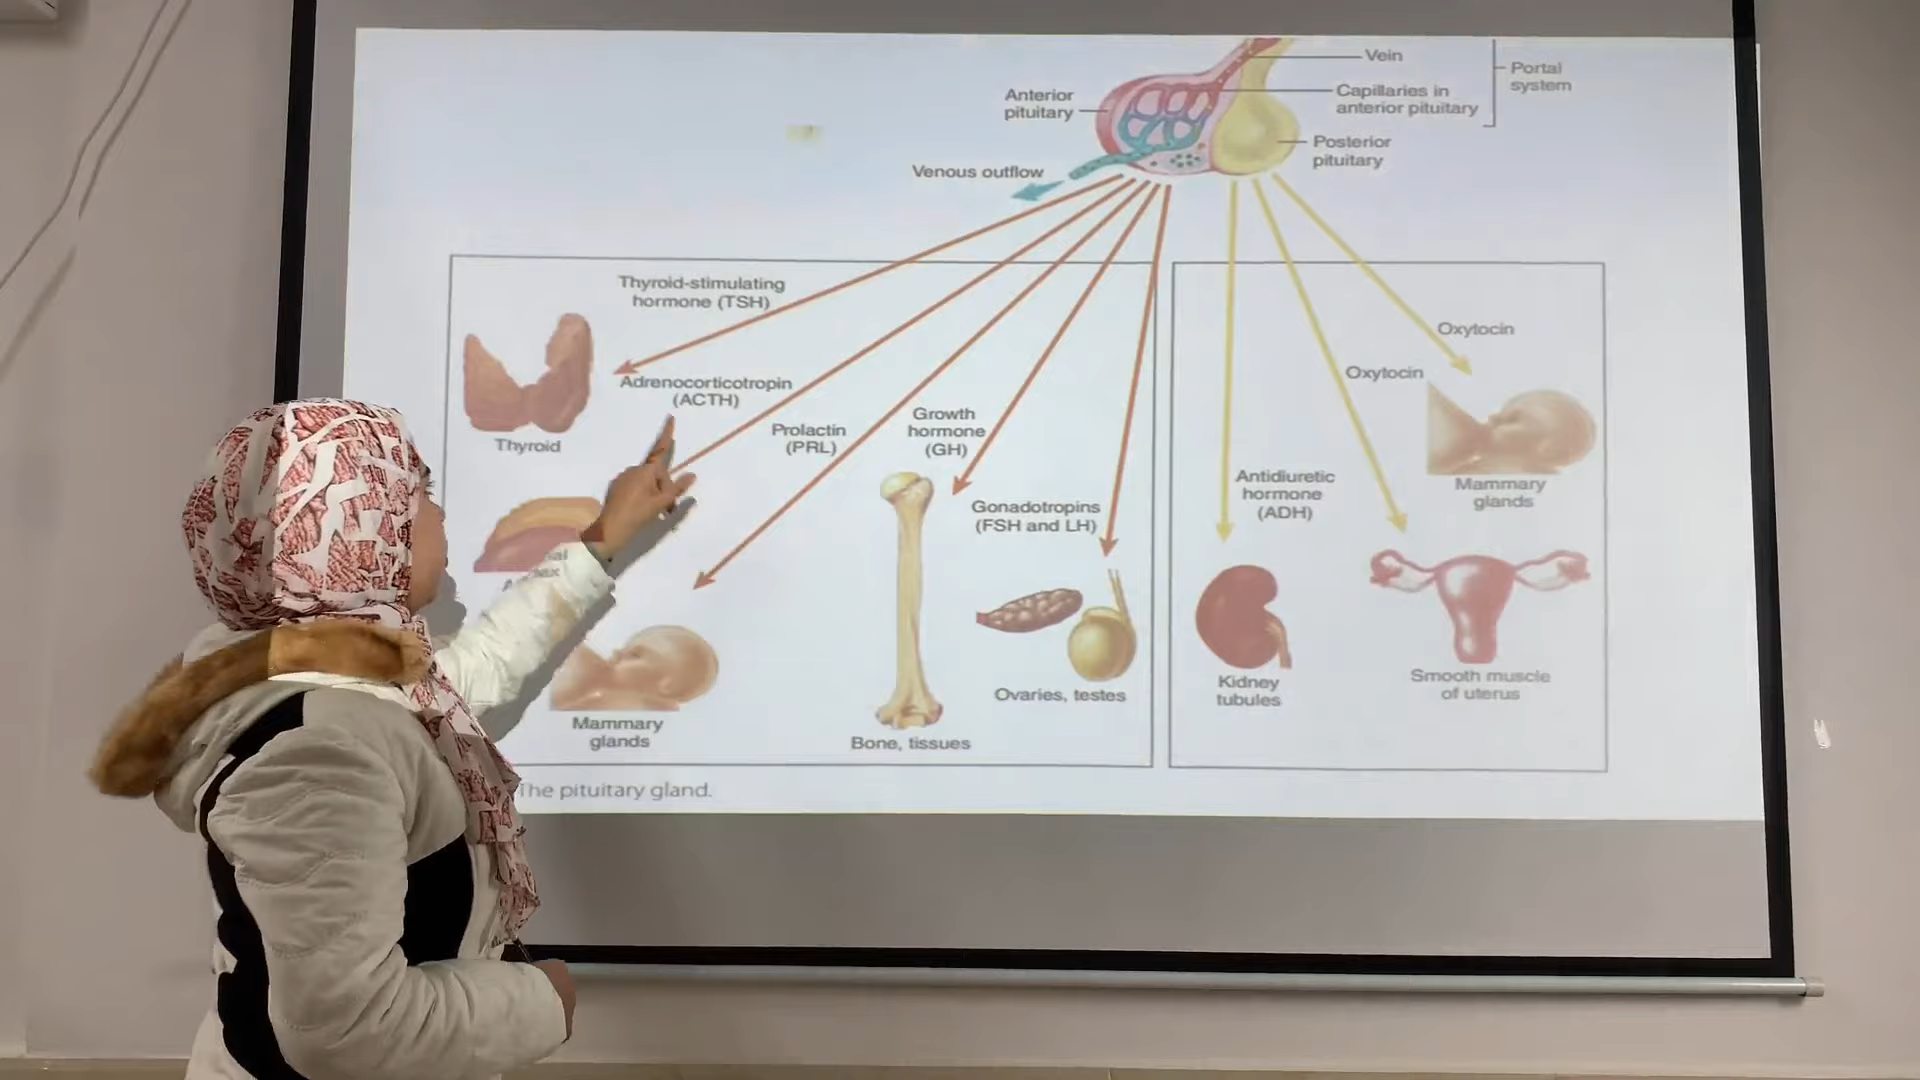 Vein
Portal
system
Capillaries in
anterior pituitary
Anterior
pituitary
Posterior
pituitary
Venous outflow
Thyroid-stimulating
hormone (TSH)
Thyroid
Adrenocorticotropin
(ACTH)
Prolactin
(PRL)
Mammary
glands
Growth
hormone
(GH)
Bone, tissues
Gonadotropins
(FSH and LH)
Ovaries, testes
Antidiuretic
hormone
(ADH)
Kidney
tubules
Oxytocin
Smooth muscle
of uterus
Oxytocin
Mammary
glands
The pituitary gland.